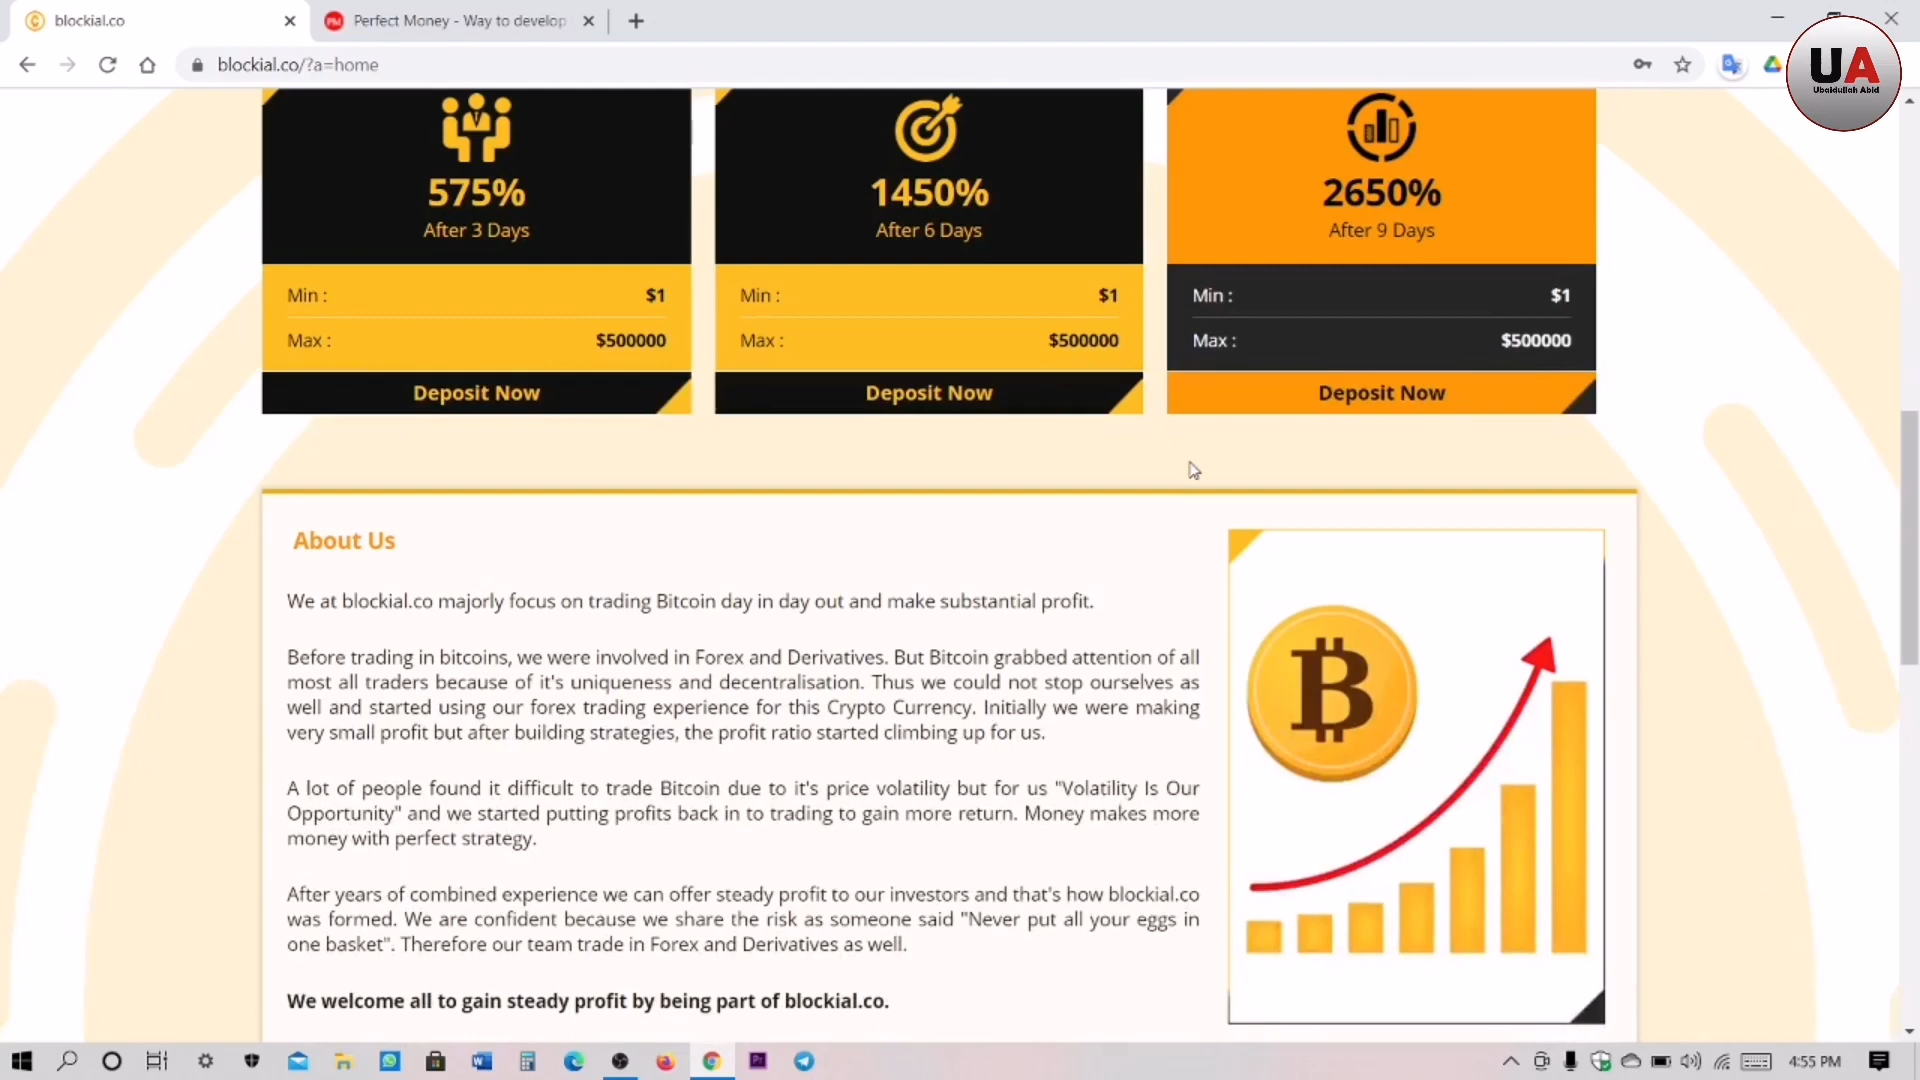 blockial.co
Perfect Money - Way to develop
blockial.co/?a=home
UA
Ubaidullah Abid
575%
After 3 Days
Min :
$1
Max :
$500000
Deposit Now
1450%
After 6 Days
Min :
$1
Max :
$500000
Deposit Now
2650%
After 9 Days
Min :
$1
Max :
$500000
Deposit Now
About Us
We at blockial.co majorly focus on trading Bitcoin day in day out and make substantial profit.
Before trading in bitcoins, we were involved in Forex and Derivatives. But Bitcoin grabbed attention of all
most all traders because of it's uniqueness and decentralisation. Thus we could not stop ourselves as
well and started using our forex trading experience for this Crypto Currency. Initially we were making
very small profit but after building strategies, the profit ratio started climbing up for us.
A lot of people found it difficult to trade Bitcoin due to it's price volatility but for us "Volatility Is Our
Opportunity" and we started putting profits back in to trading to gain more return. Money makes more
money with perfect strategy.
After years of combined experience we can offer steady profit to our investors and that's how blockial.co
was formed. We are confident because we share the risk as someone said "Never put all your eggs in
one basket". Therefore our team trade in Forex and Derivatives as well.
We welcome all to gain steady profit by being part of blockial.co.
4:55 PM